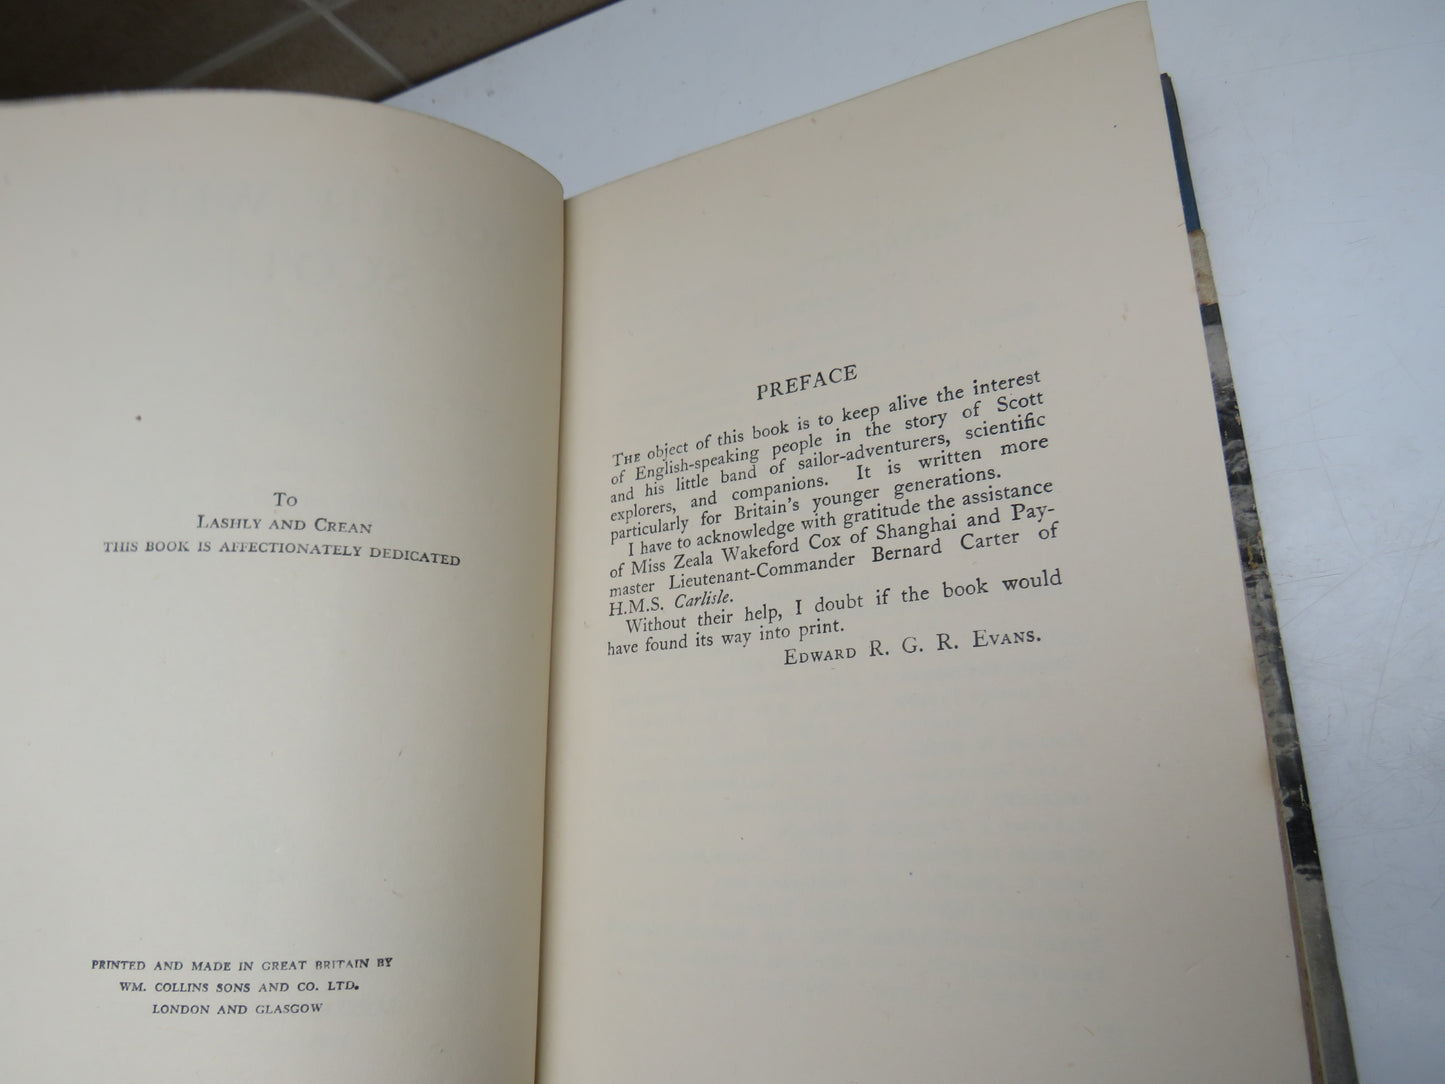 To
Lashly and Crean
THIS BOOK IS AFFECTIONATELY DEDICATED
PRINTED AND MADE IN GREAT BRITAIN BY
WM. COLLINS SONS AND CO. LTD.
LONDON AND GLASGOW
PREFACE
The object of this book is to keep alive the interest
of English-speaking people in the story of Scott
and his little band of sailor-adventurers, scientific
explorers, and companions. It is written more
particularly for Britain's younger generations.
I have to acknowledge with gratitude the assistance
of Miss Zeala Wakeford Cox of Shanghai and Pay-
master Lieutenant-Commander Bernard Carter of
H.M.S. Carlisle.
Without their help, I doubt if the book would
have found its way into print.
Edward R. G. R. Evans.